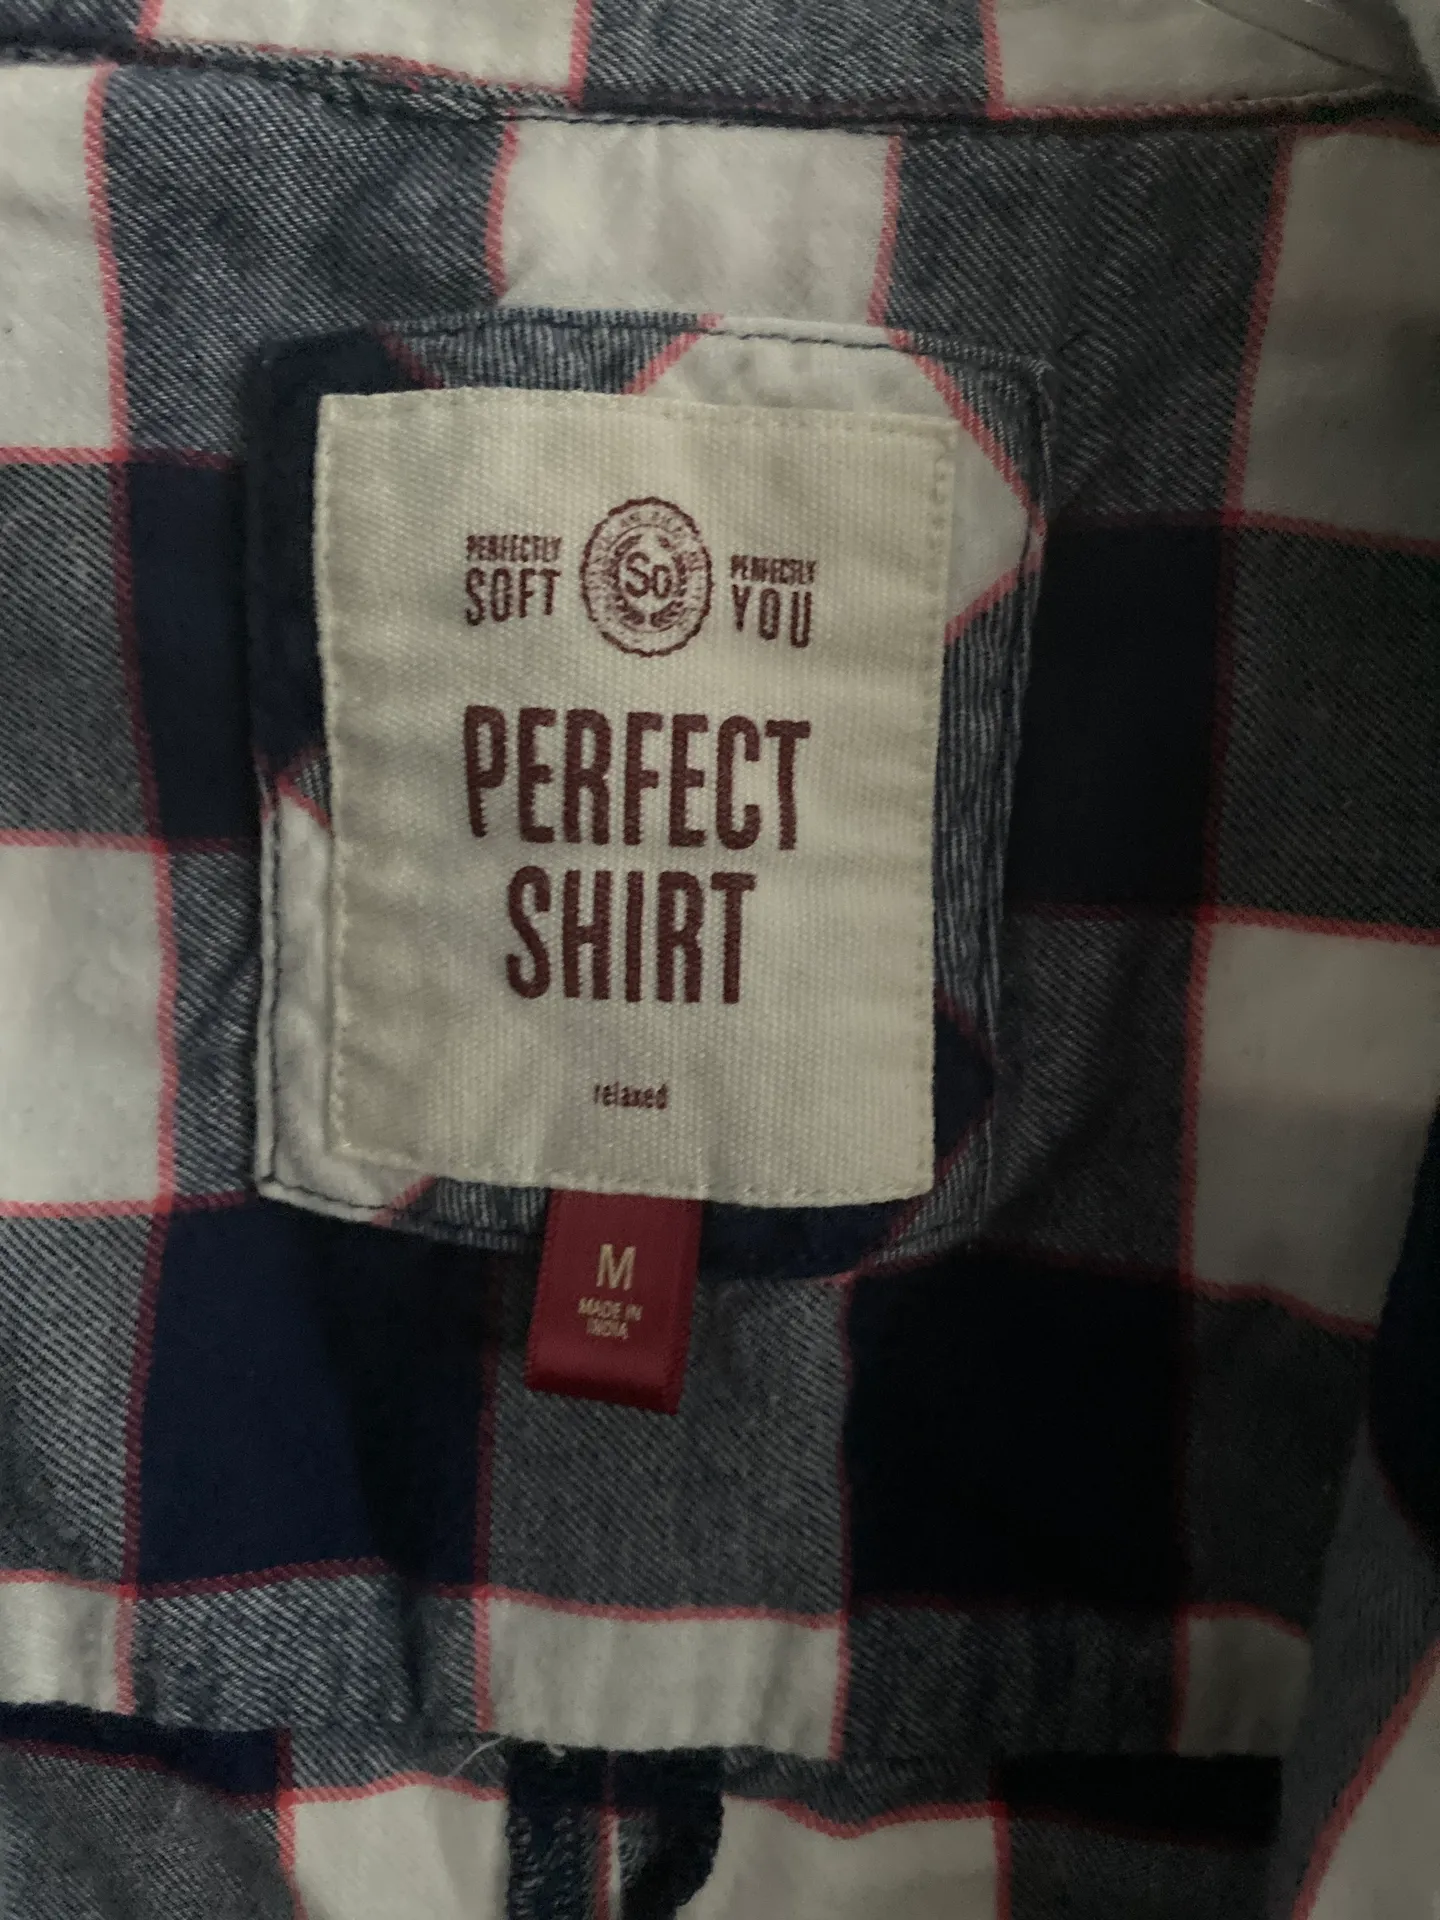 PERFECTLY
SOFT
So
PERFECTLY
YOU
PERFECT
SHIRT
relaxed
M
MADE IN
INDIA